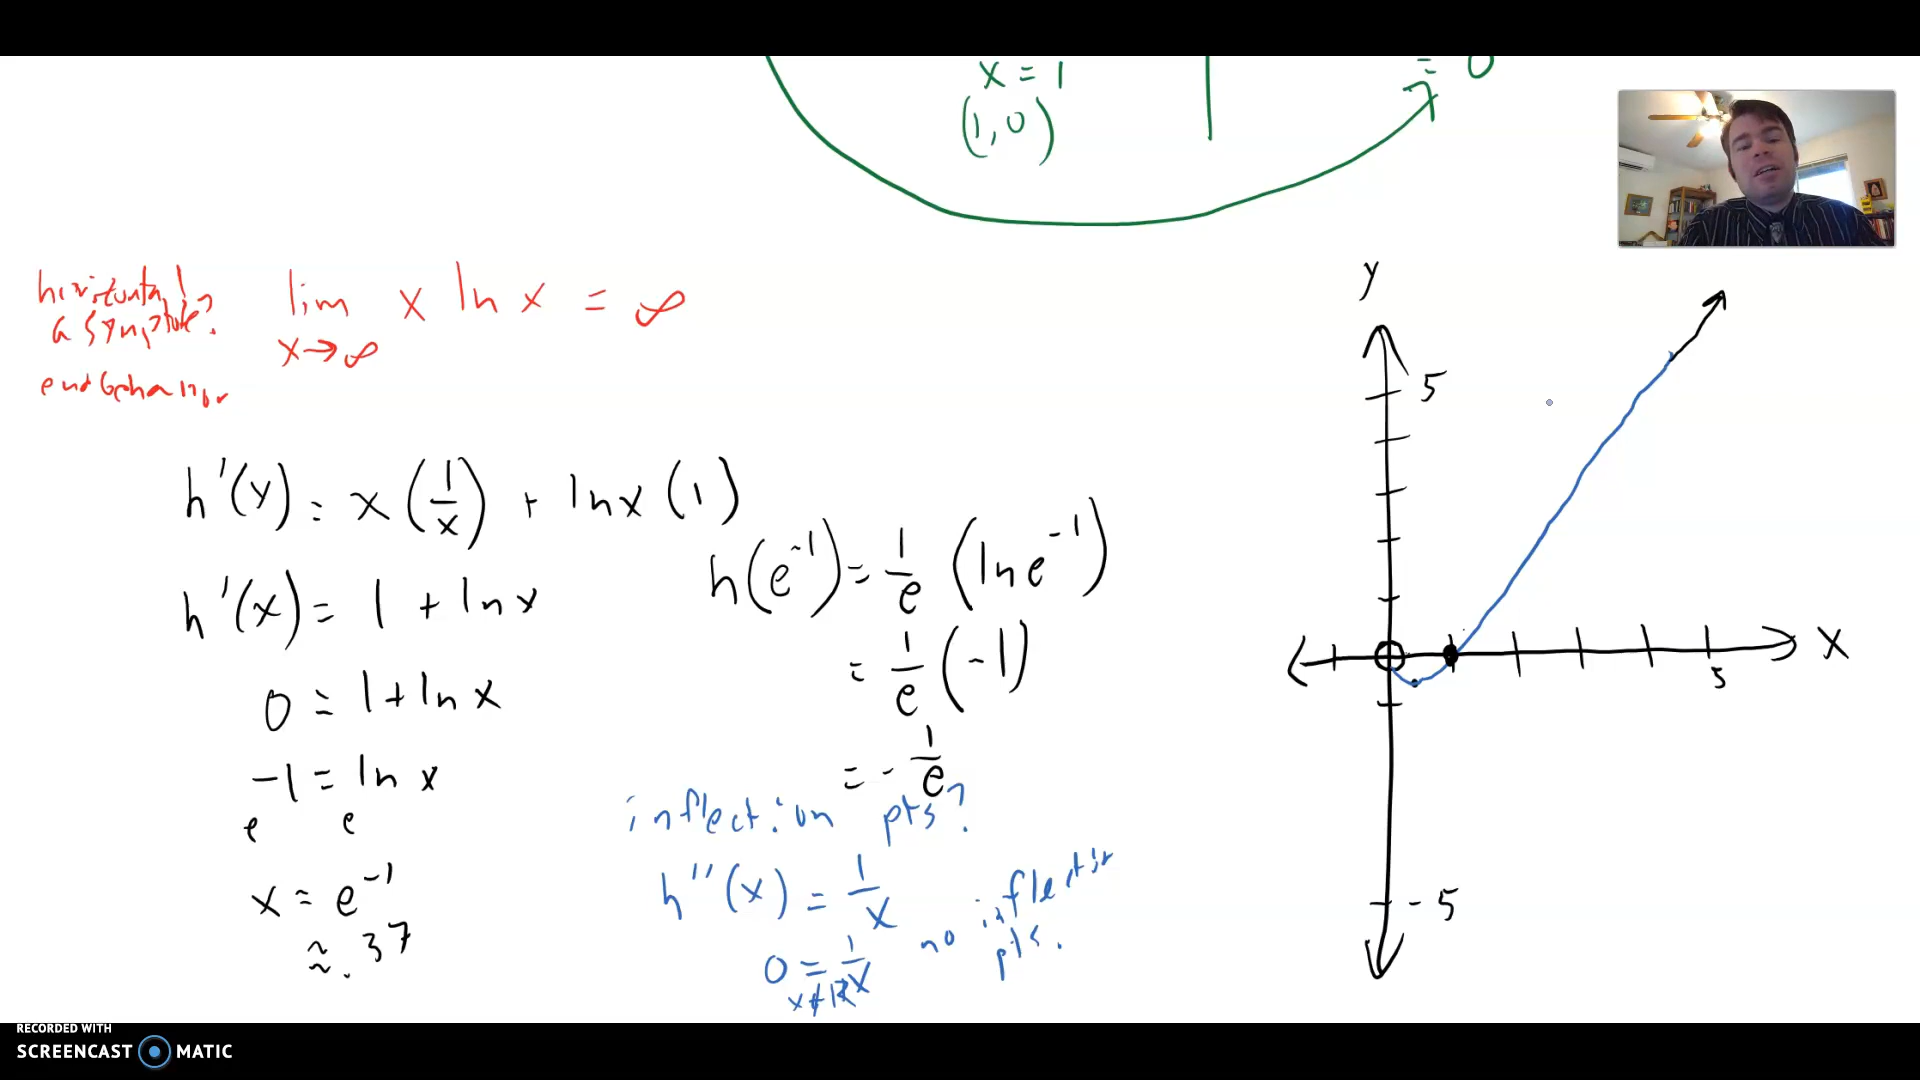 x = 1
(1, 0)
= 0
horizontal
asymptote?
lim x ln x = ∞
x→∞
end behavior
h'(x) = x (1/x) + ln x (1)
h'(x) = 1 + ln x
0 = 1 + ln x
-1 = ln x
e e
x = e^-1
≈ .37
h(e^-1) = 1/e (ln e^-1)
= 1/e (-1)
= - 1/e
inflection pts?
h''(x) = 1/x
0 = 1/x
no inflection
pts.
y
5
x
5
-5
RECORDED WITH
SCREENCAST MATIC